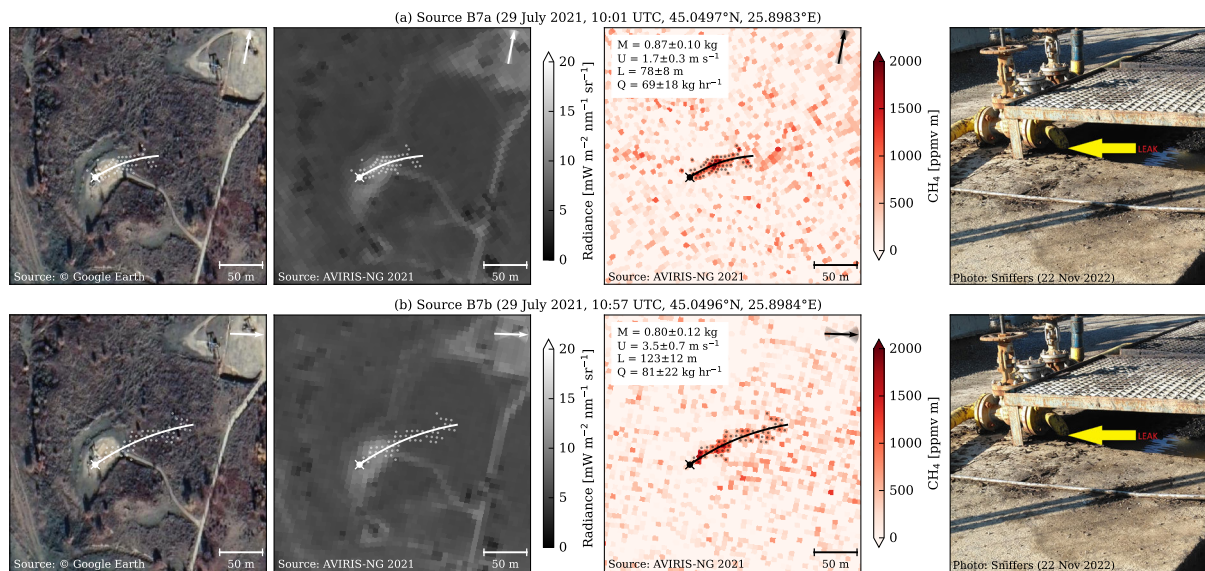 (a) Source B7a (29 July 2021, 10:01 UTC, 45.0497°N, 25.8983°E)
Source: © Google Earth
50 m
Source: AVIRIS-NG 2021
50 m
20
15
10
5
0
Radiance [mW m⁻² nm⁻¹ sr⁻¹]
M = 0.87±0.10 kg
U = 1.7±0.3 m s⁻¹
L = 78±8 m
Q = 69±18 kg hr⁻¹
Source: AVIRIS-NG 2021
50 m
2000
1500
1000
500
0
CH₄ [ppmv m]
LEAK
Photo: Sniffers (22 Nov 2022)
(b) Source B7b (29 July 2021, 10:57 UTC, 45.0496°N, 25.8984°E)
Source: © Google Earth
50 m
Source: AVIRIS-NG 2021
50 m
20
15
10
5
0
Radiance [mW m⁻² nm⁻¹ sr⁻¹]
M = 0.80±0.12 kg
U = 3.5±0.7 m s⁻¹
L = 123±12 m
Q = 81±22 kg hr⁻¹
Source: AVIRIS-NG 2021
50 m
2000
1500
1000
500
0
CH₄ [ppmv m]
LEAK
Photo: Sniffers (22 Nov 2022)